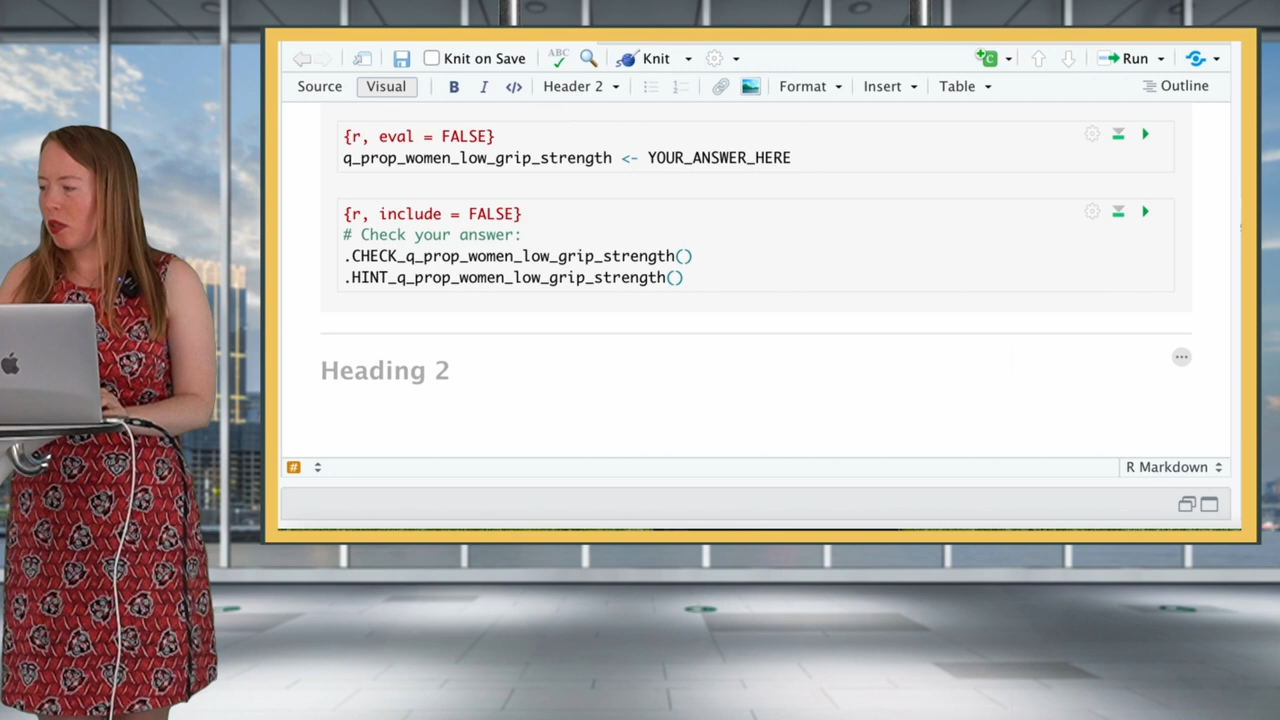 Knit on Save ABC Knit Run
Source Visual B I </> Header 2 Format Insert Table Outline
{r, eval = FALSE}
q_prop_women_low_grip_strength <- YOUR_ANSWER_HERE
{r, include = FALSE}
# Check your answer:
.CHECK_q_prop_women_low_grip_strength()
.HINT_q_prop_women_low_grip_strength()
Heading 2
# R Markdown